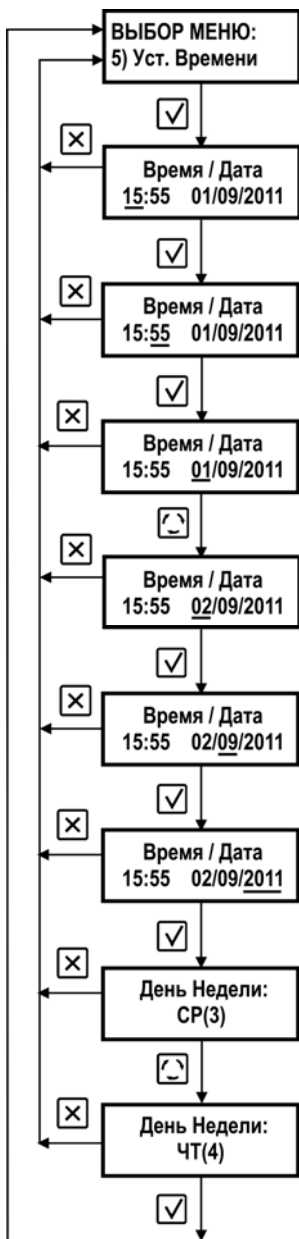 ВЫБОР МЕНЮ:
5) Уст. Времени
Время / Дата
15:55 01/09/2011
Время / Дата
15:55 01/09/2011
Время / Дата
15:55 01/09/2011
Время / Дата
15:55 02/09/2011
Время / Дата
15:55 02/09/2011
Время / Дата
15:55 02/09/2011
День Недели:
СР(3)
День Недели:
ЧТ(4)